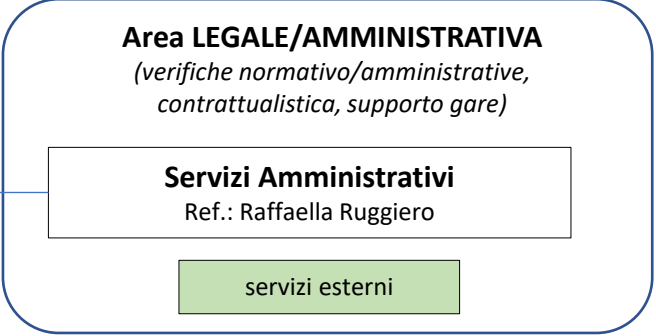 Area LEGALE/AMMINISTRATIVA
(verifiche normativo/amministrative,
contrattualistica, supporto gare)
Servizi Amministrativi
Ref.: Raffaella Ruggiero
servizi esterni